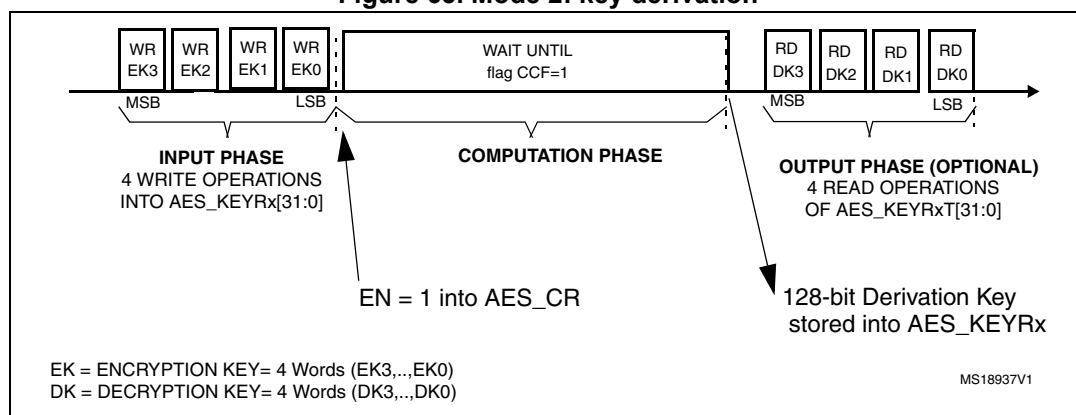 Figure 66. Mode 2: key derivation
WR EK3
WR EK2
WR EK1
WR EK0
WAIT UNTIL
flag CCF=1
RD DK3
RD DK2
RD DK1
RD DK0
MSB
LSB
MSB
LSB
INPUT PHASE
4 WRITE OPERATIONS
INTO AES_KEYRx[31:0]
COMPUTATION PHASE
OUTPUT PHASE (OPTIONAL)
4 READ OPERATIONS
OF AES_KEYRxT[31:0]
EN = 1 into AES_CR
128-bit Derivation Key
stored into AES_KEYRx
EK = ENCRYPTION KEY= 4 Words (EK3,..,EK0)
DK = DECRYPTION KEY= 4 Words (DK3,..,DK0)
MS18937V1